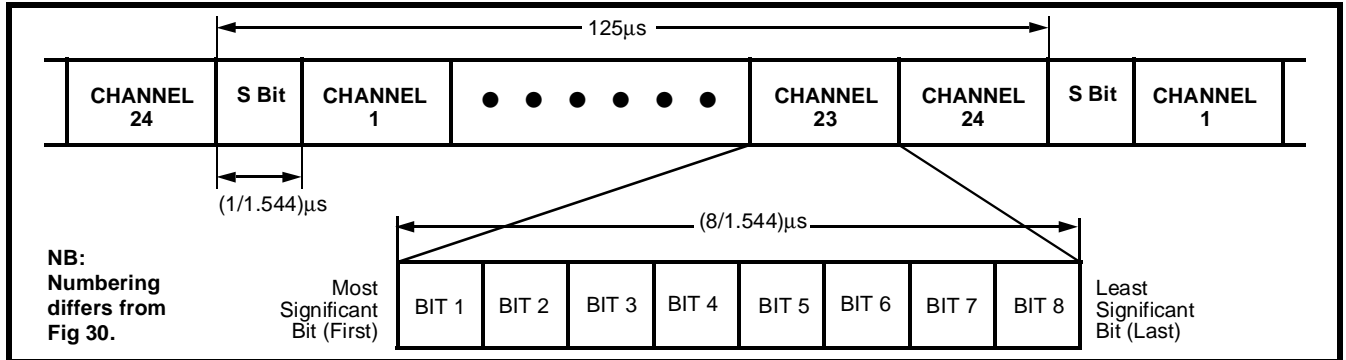 125µs
CHANNEL 24
S Bit
CHANNEL 1
CHANNEL 23
CHANNEL 24
S Bit
CHANNEL 1
(1/1.544)µs
(8/1.544)µs
NB:
Numbering
differs from
Fig 30.
Most
Significant
Bit (First)
BIT 1
BIT 2
BIT 3
BIT 4
BIT 5
BIT 6
BIT 7
BIT 8
Least
Significant
Bit (Last)